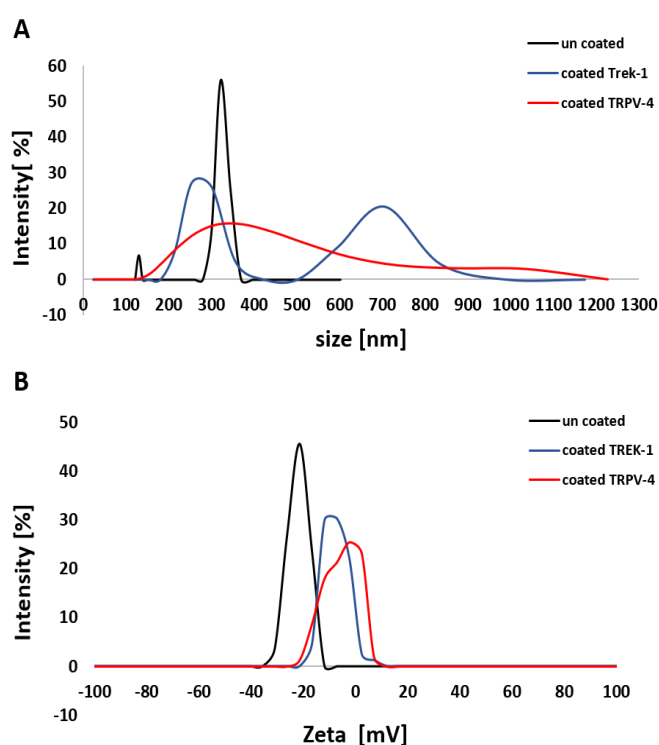 A
un coated
coated Trek-1
coated TRPV-4
Intensity[ %]
60
50
40
30
20
10
0
-10
0 100 200 300 400 500 600 700 800 900 1000 1100 1200 1300
size [nm]
B
un coated
coated TREK-1
coated TRPV-4
Intensity [%]
50
40
30
20
10
0
-10
-100 -80 -60 -40 -20 0 20 40 60 80 100
Zeta [mV]